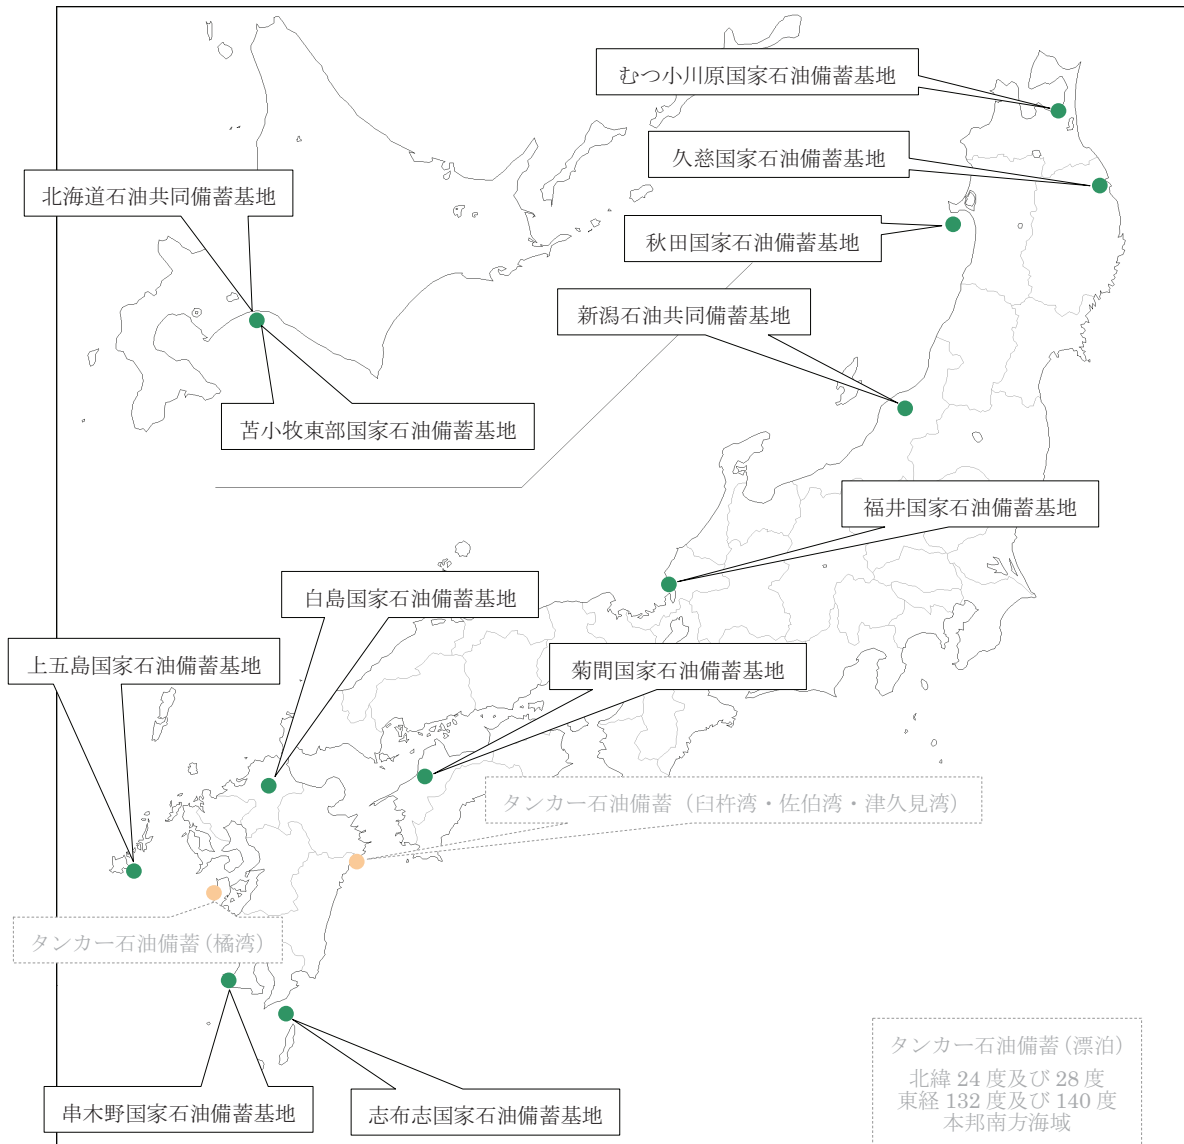 むつ小川原国家石油備蓄基地
久慈国家石油備蓄基地
北海道石油共同備蓄基地
秋田国家石油備蓄基地
新潟石油共同備蓄基地
苫小牧東部国家石油備蓄基地
福井国家石油備蓄基地
白島国家石油備蓄基地
上五島国家石油備蓄基地
菊間国家石油備蓄基地
タンカー石油備蓄（臼杵湾・佐伯湾・津久見湾）
タンカー石油備蓄（橘湾）
タンカー石油備蓄（漂泊）
北緯 24 度及び 28 度
東経 132 度及び 140 度
本邦南方海域
串木野国家石油備蓄基地
志布志国家石油備蓄基地